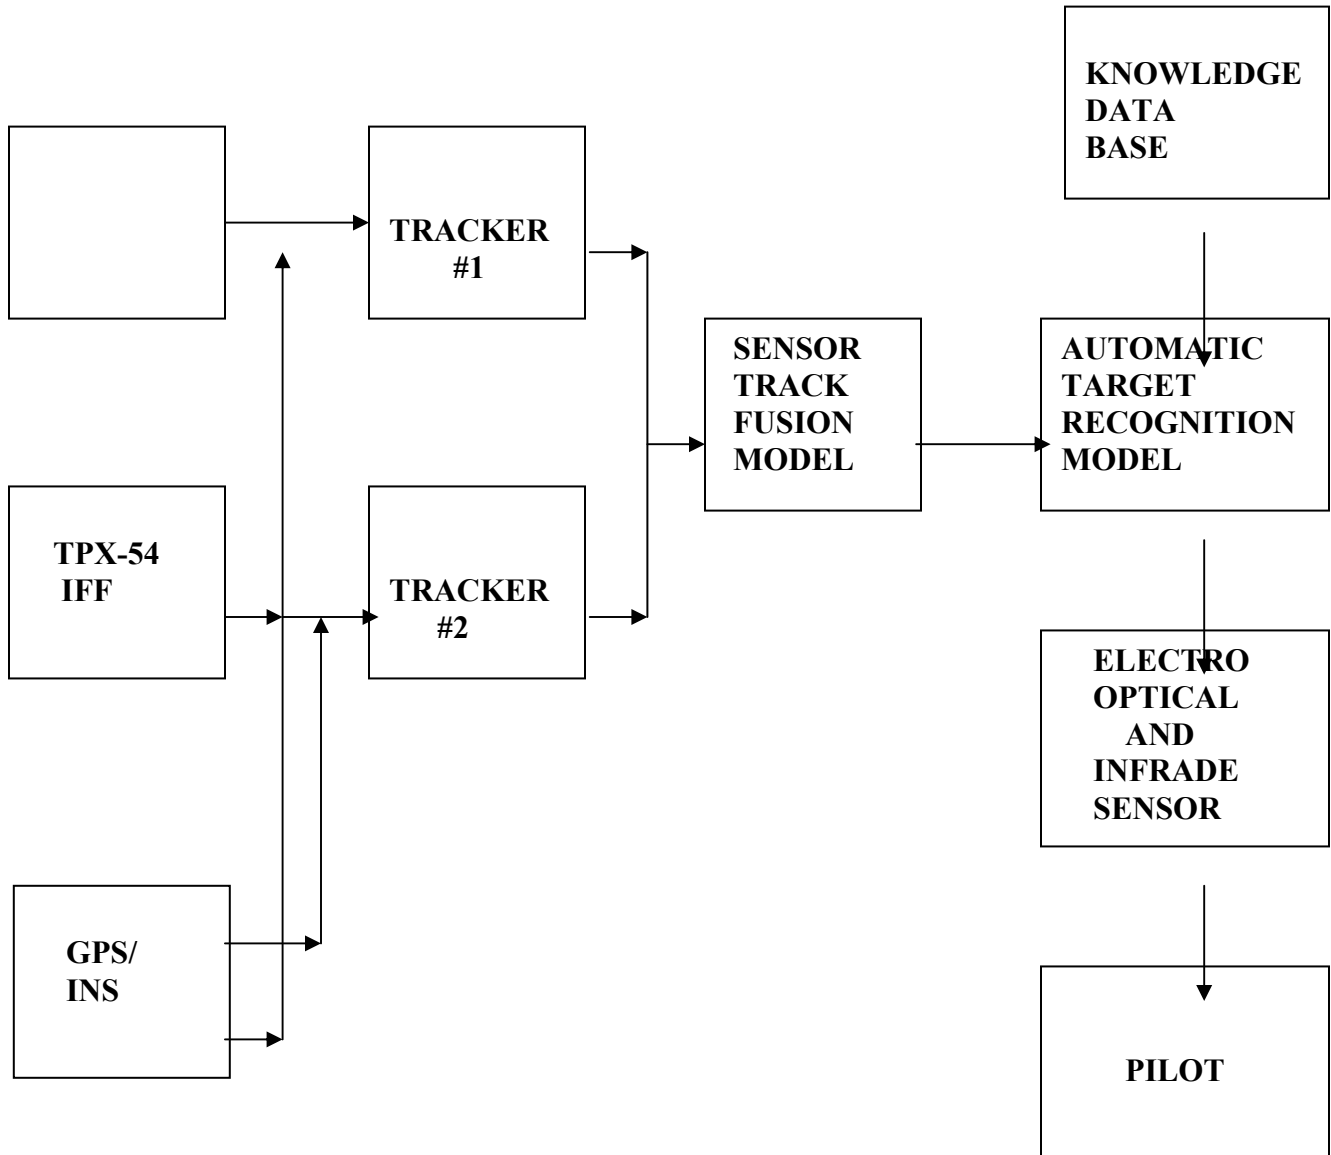 KNOWLEDGE
DATA
BASE
TRACKER
#1
SENSOR
TRACK
FUSION
MODEL
AUTOMATIC
TARGET
RECOGNITION
MODEL
TPX-54
IFF
TRACKER
#2
ELECTRO
OPTICAL
AND
INFRADE
SENSOR
GPS/
INS
PILOT